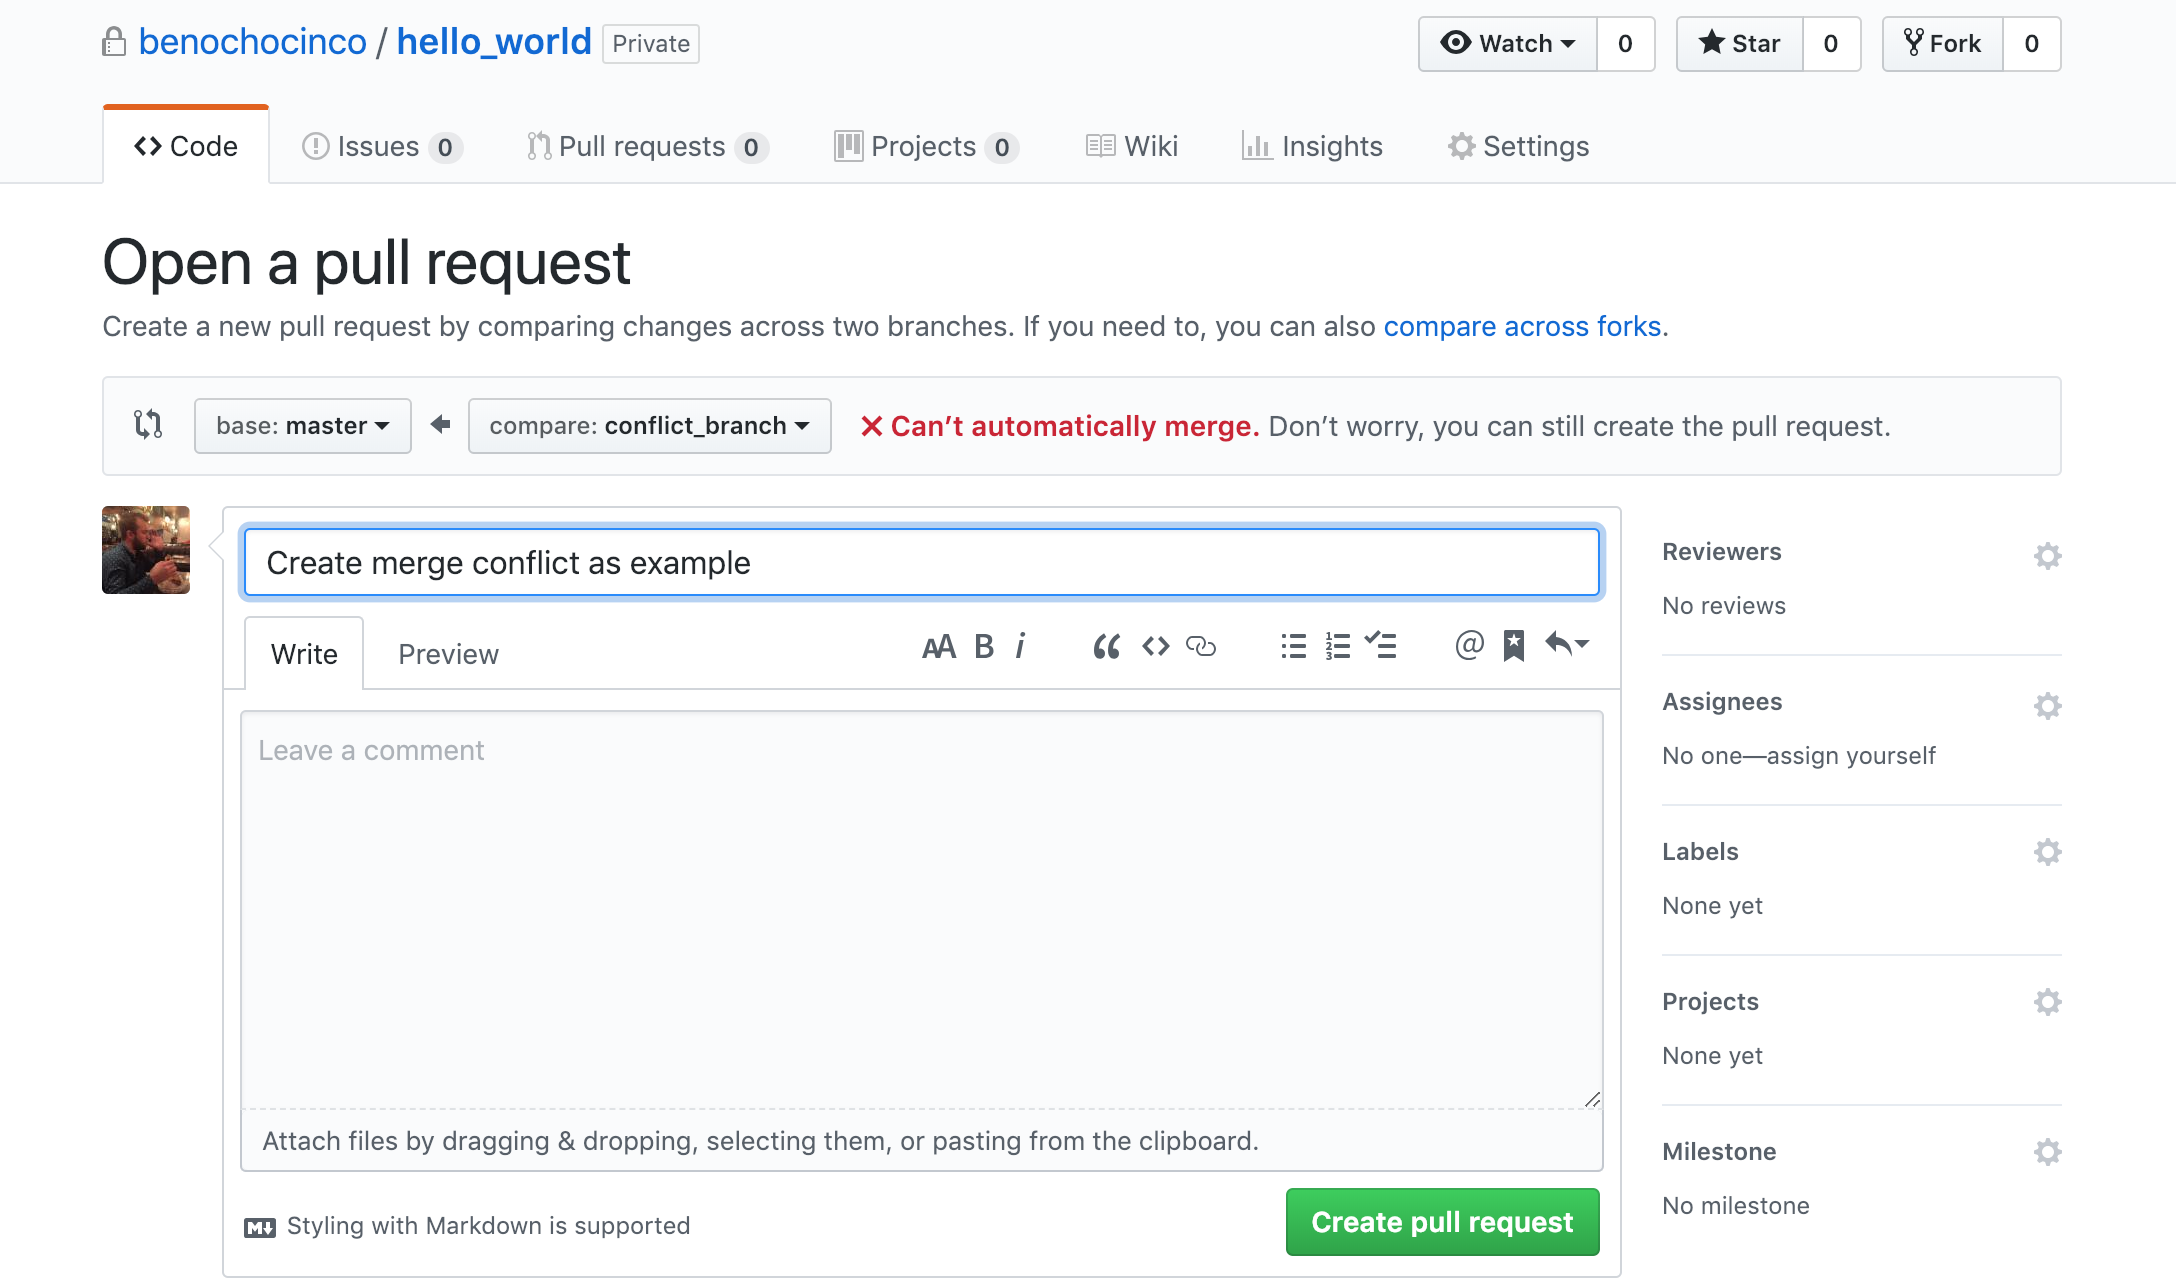 benochocinco / hello_world Private Watch 0 Star 0 Fork 0
Code Issues 0 Pull requests 0 Projects 0 Wiki Insights Settings
Open a pull request
Create a new pull request by comparing changes across two branches. If you need to, you can also compare across forks.
base: master compare: conflict_branch Can’t automatically merge. Don’t worry, you can still create the pull request.
Create merge conflict as example
Write Preview AA B i @
Leave a comment
Attach files by dragging & dropping, selecting them, or pasting from the clipboard.
Styling with Markdown is supported
Create pull request
Reviewers
No reviews
Assignees
No one—assign yourself
Labels
None yet
Projects
None yet
Milestone
No milestone